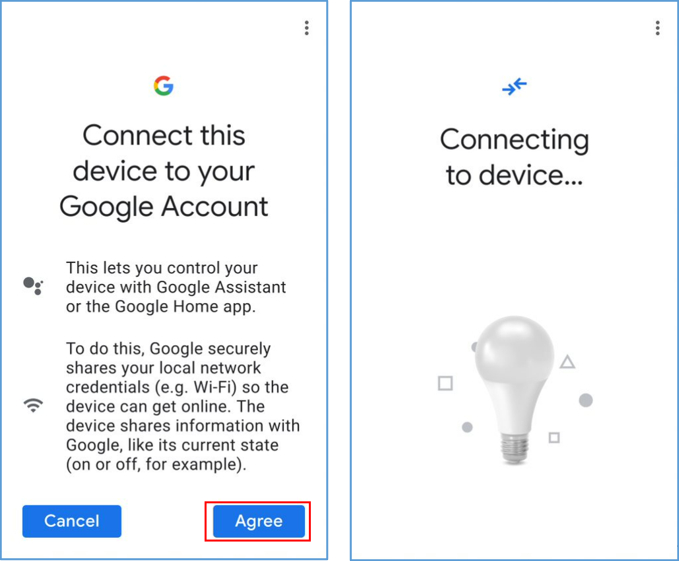 Connect this
device to your
Google Account
This lets you control your
device with Google Assistant
or the Google Home app.
To do this, Google securely
shares your local network
credentials (e.g. Wi-Fi) so the
device can get online. The
device shares information with
Google, like its current state
(on or off, for example).
Cancel
Agree
Connecting
to device...